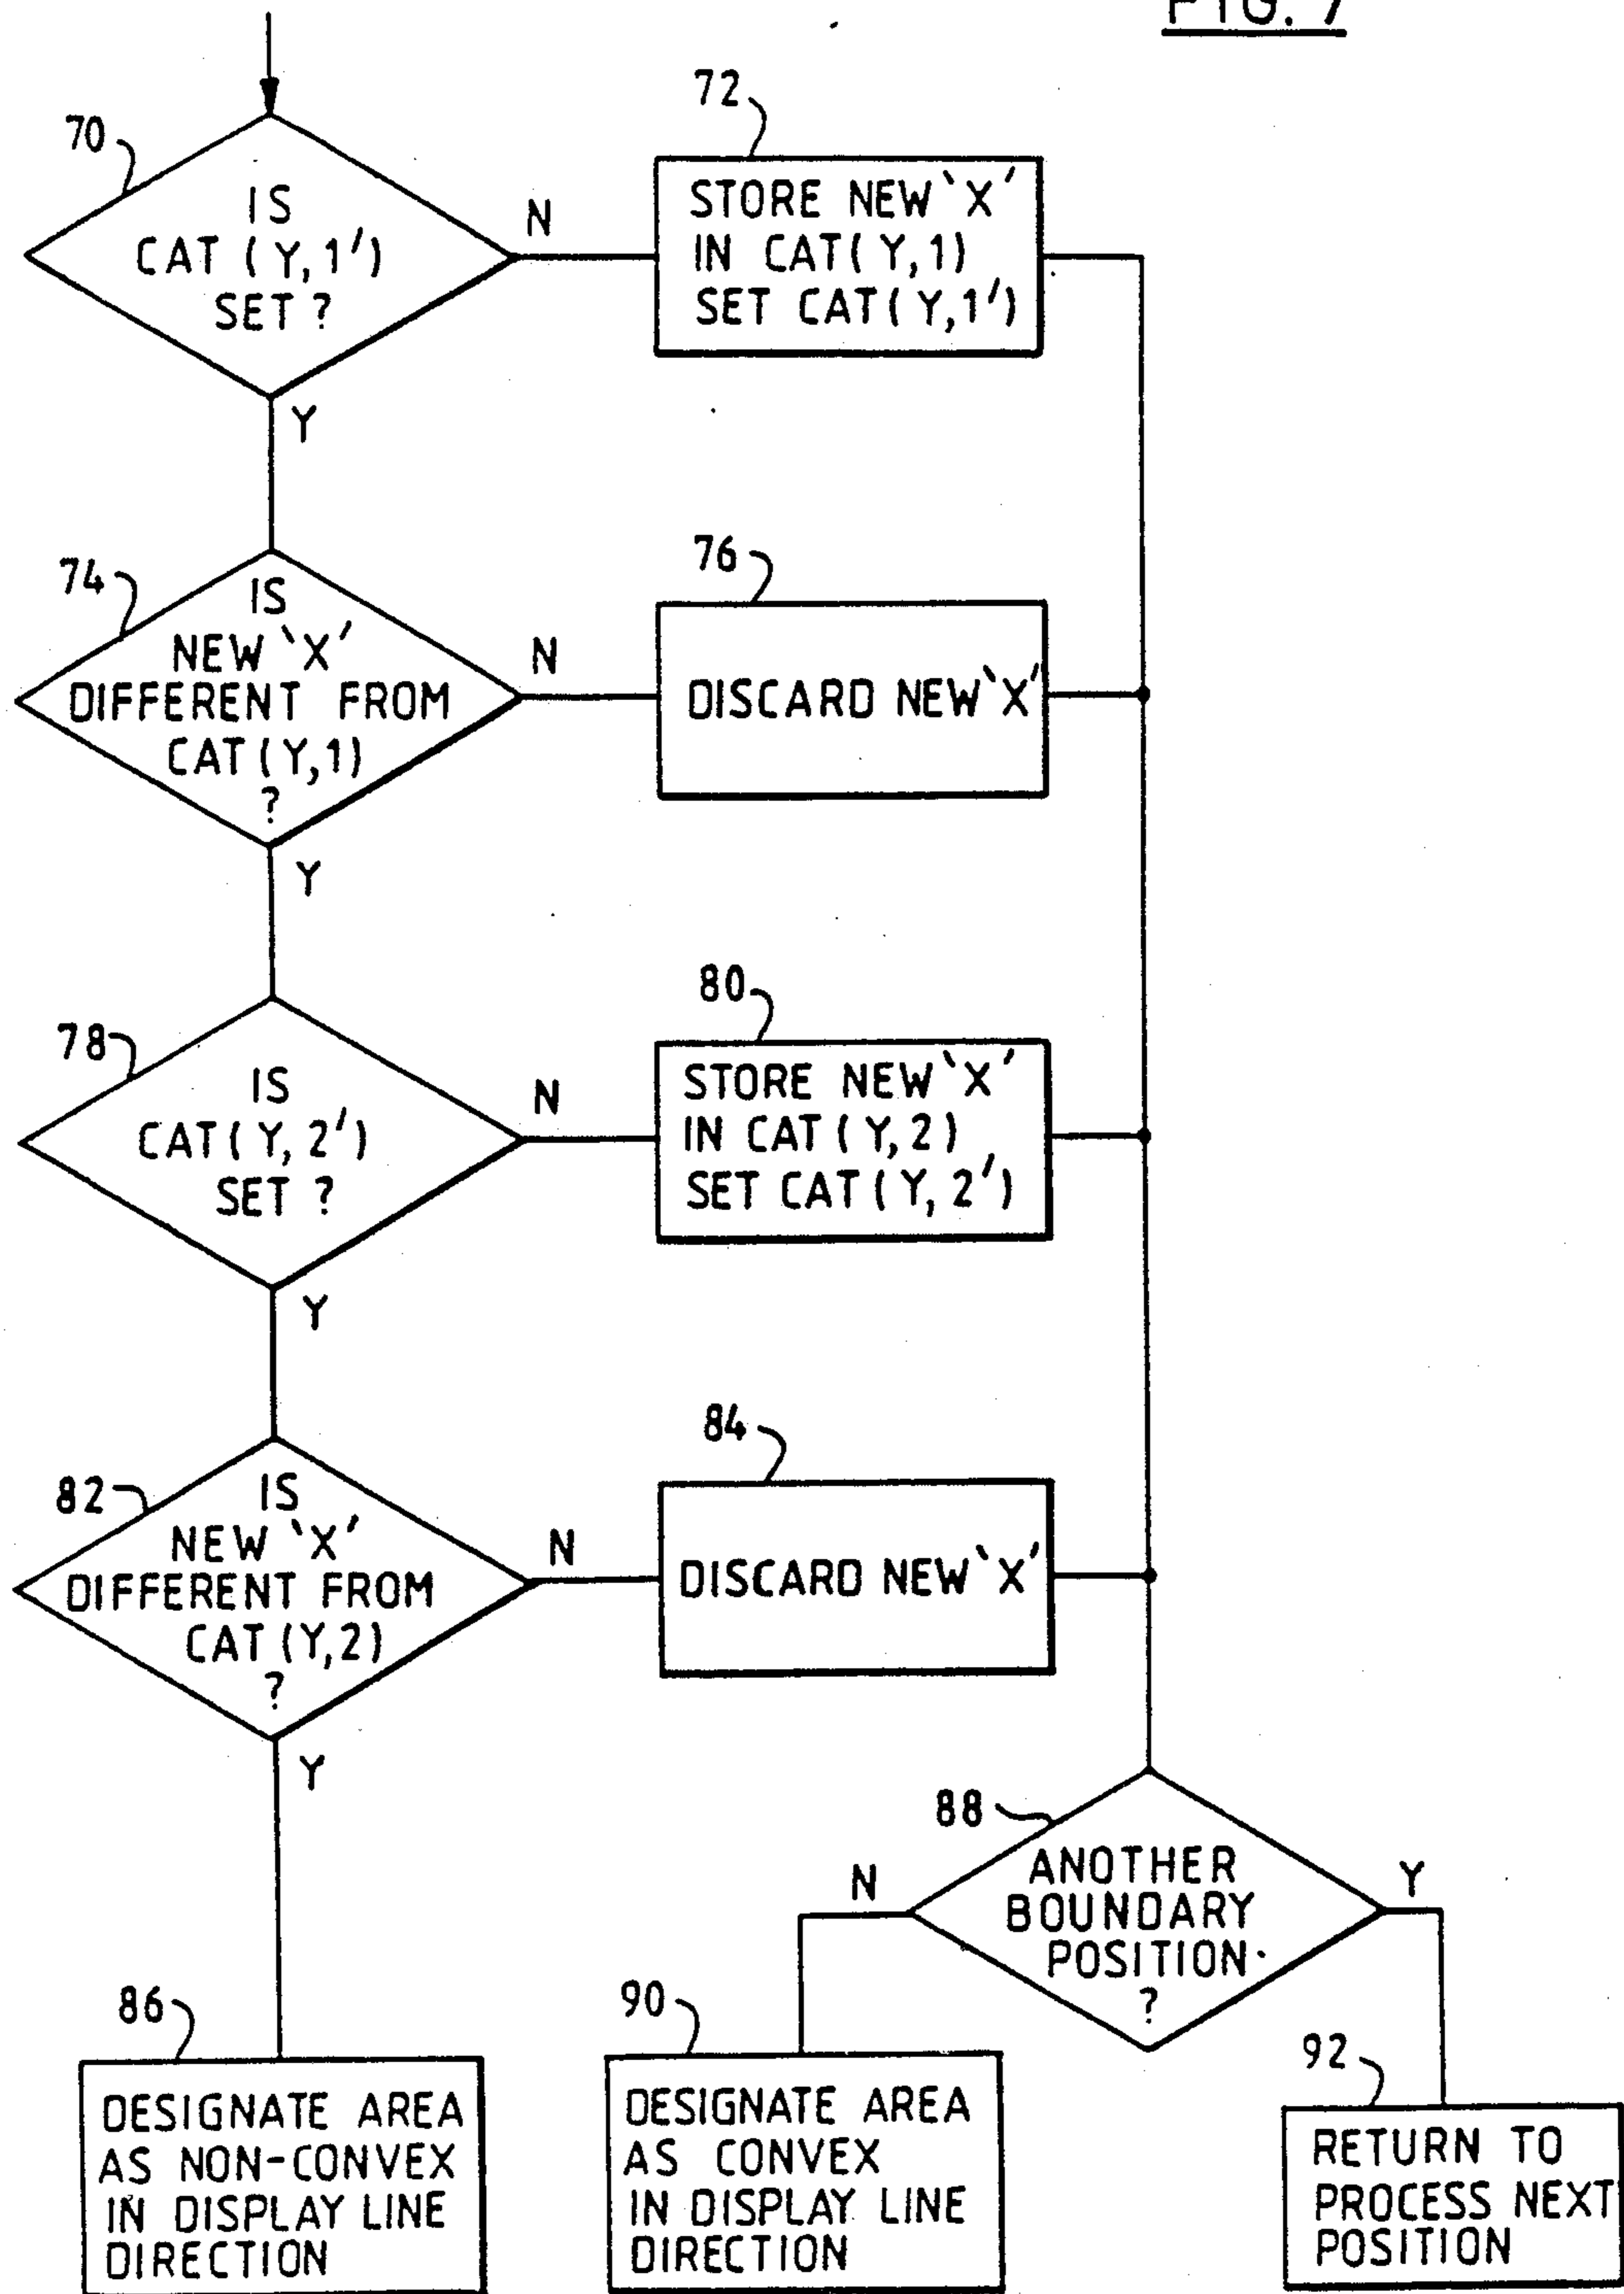 FIG. 7
70
IS
CAT (Y,1')
SET ?
N
Y
72
STORE NEW 'X'
IN CAT(Y,1)
SET CAT(Y,1')
74
IS
NEW 'X'
DIFFERENT FROM
CAT(Y,1)
?
N
Y
76
DISCARD NEW 'X'
78
IS
CAT(Y, 2')
SET ?
N
Y
80
STORE NEW 'X'
IN CAT(Y,2)
SET CAT(Y, 2')
82
IS
NEW 'X'
DIFFERENT FROM
CAT(Y,2)
?
N
Y
84
DISCARD NEW 'X'
88
ANOTHER
BOUNDARY
POSITION
?
N
Y
86
DESIGNATE AREA
AS NON-CONVEX
IN DISPLAY LINE
DIRECTION
90
DESIGNATE AREA
AS CONVEX
IN DISPLAY LINE
DIRECTION
92
RETURN TO
PROCESS NEXT
POSITION